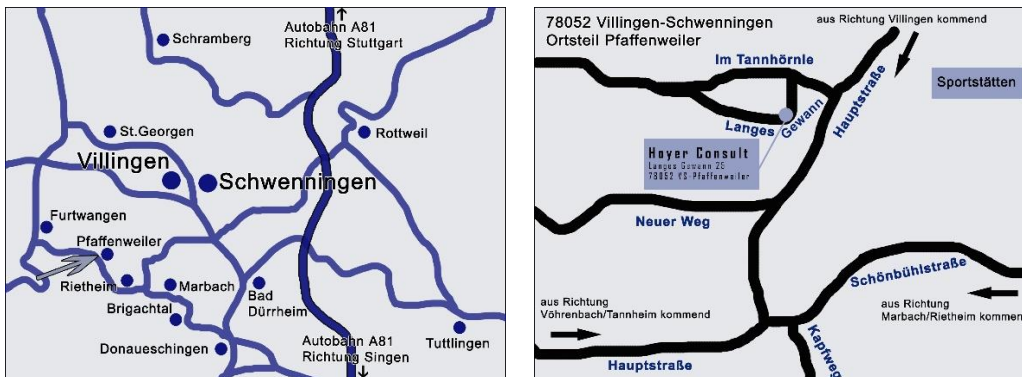 Autobahn A81
Richtung Stuttgart
Schramberg
St.Georgen
Rottweil
Villingen
Schwenningen
Furtwangen
Pfaffenweiler
Rietheim
Marbach
Bad
Dürrheim
Brigachtal
Donaueschingen
Autobahn A81
Richtung Singen
Tuttlingen
78052 Villingen-Schwenningen
Ortsteil Pfaffenweiler
aus Richtung Villingen kommend
Im Tannhörnle
Hauptstraße
Sportstätten
Langes Gewann
Hoyer Consult
Langes Gewann 25
78052 VS-Pfaffenweiler
Neuer Weg
Schönbühlstraße
aus Richtung
Vöhrenbach/Tannheim kommend
aus Richtung
Marbach/Rietheim kommen
Hauptstraße
Kapfweg